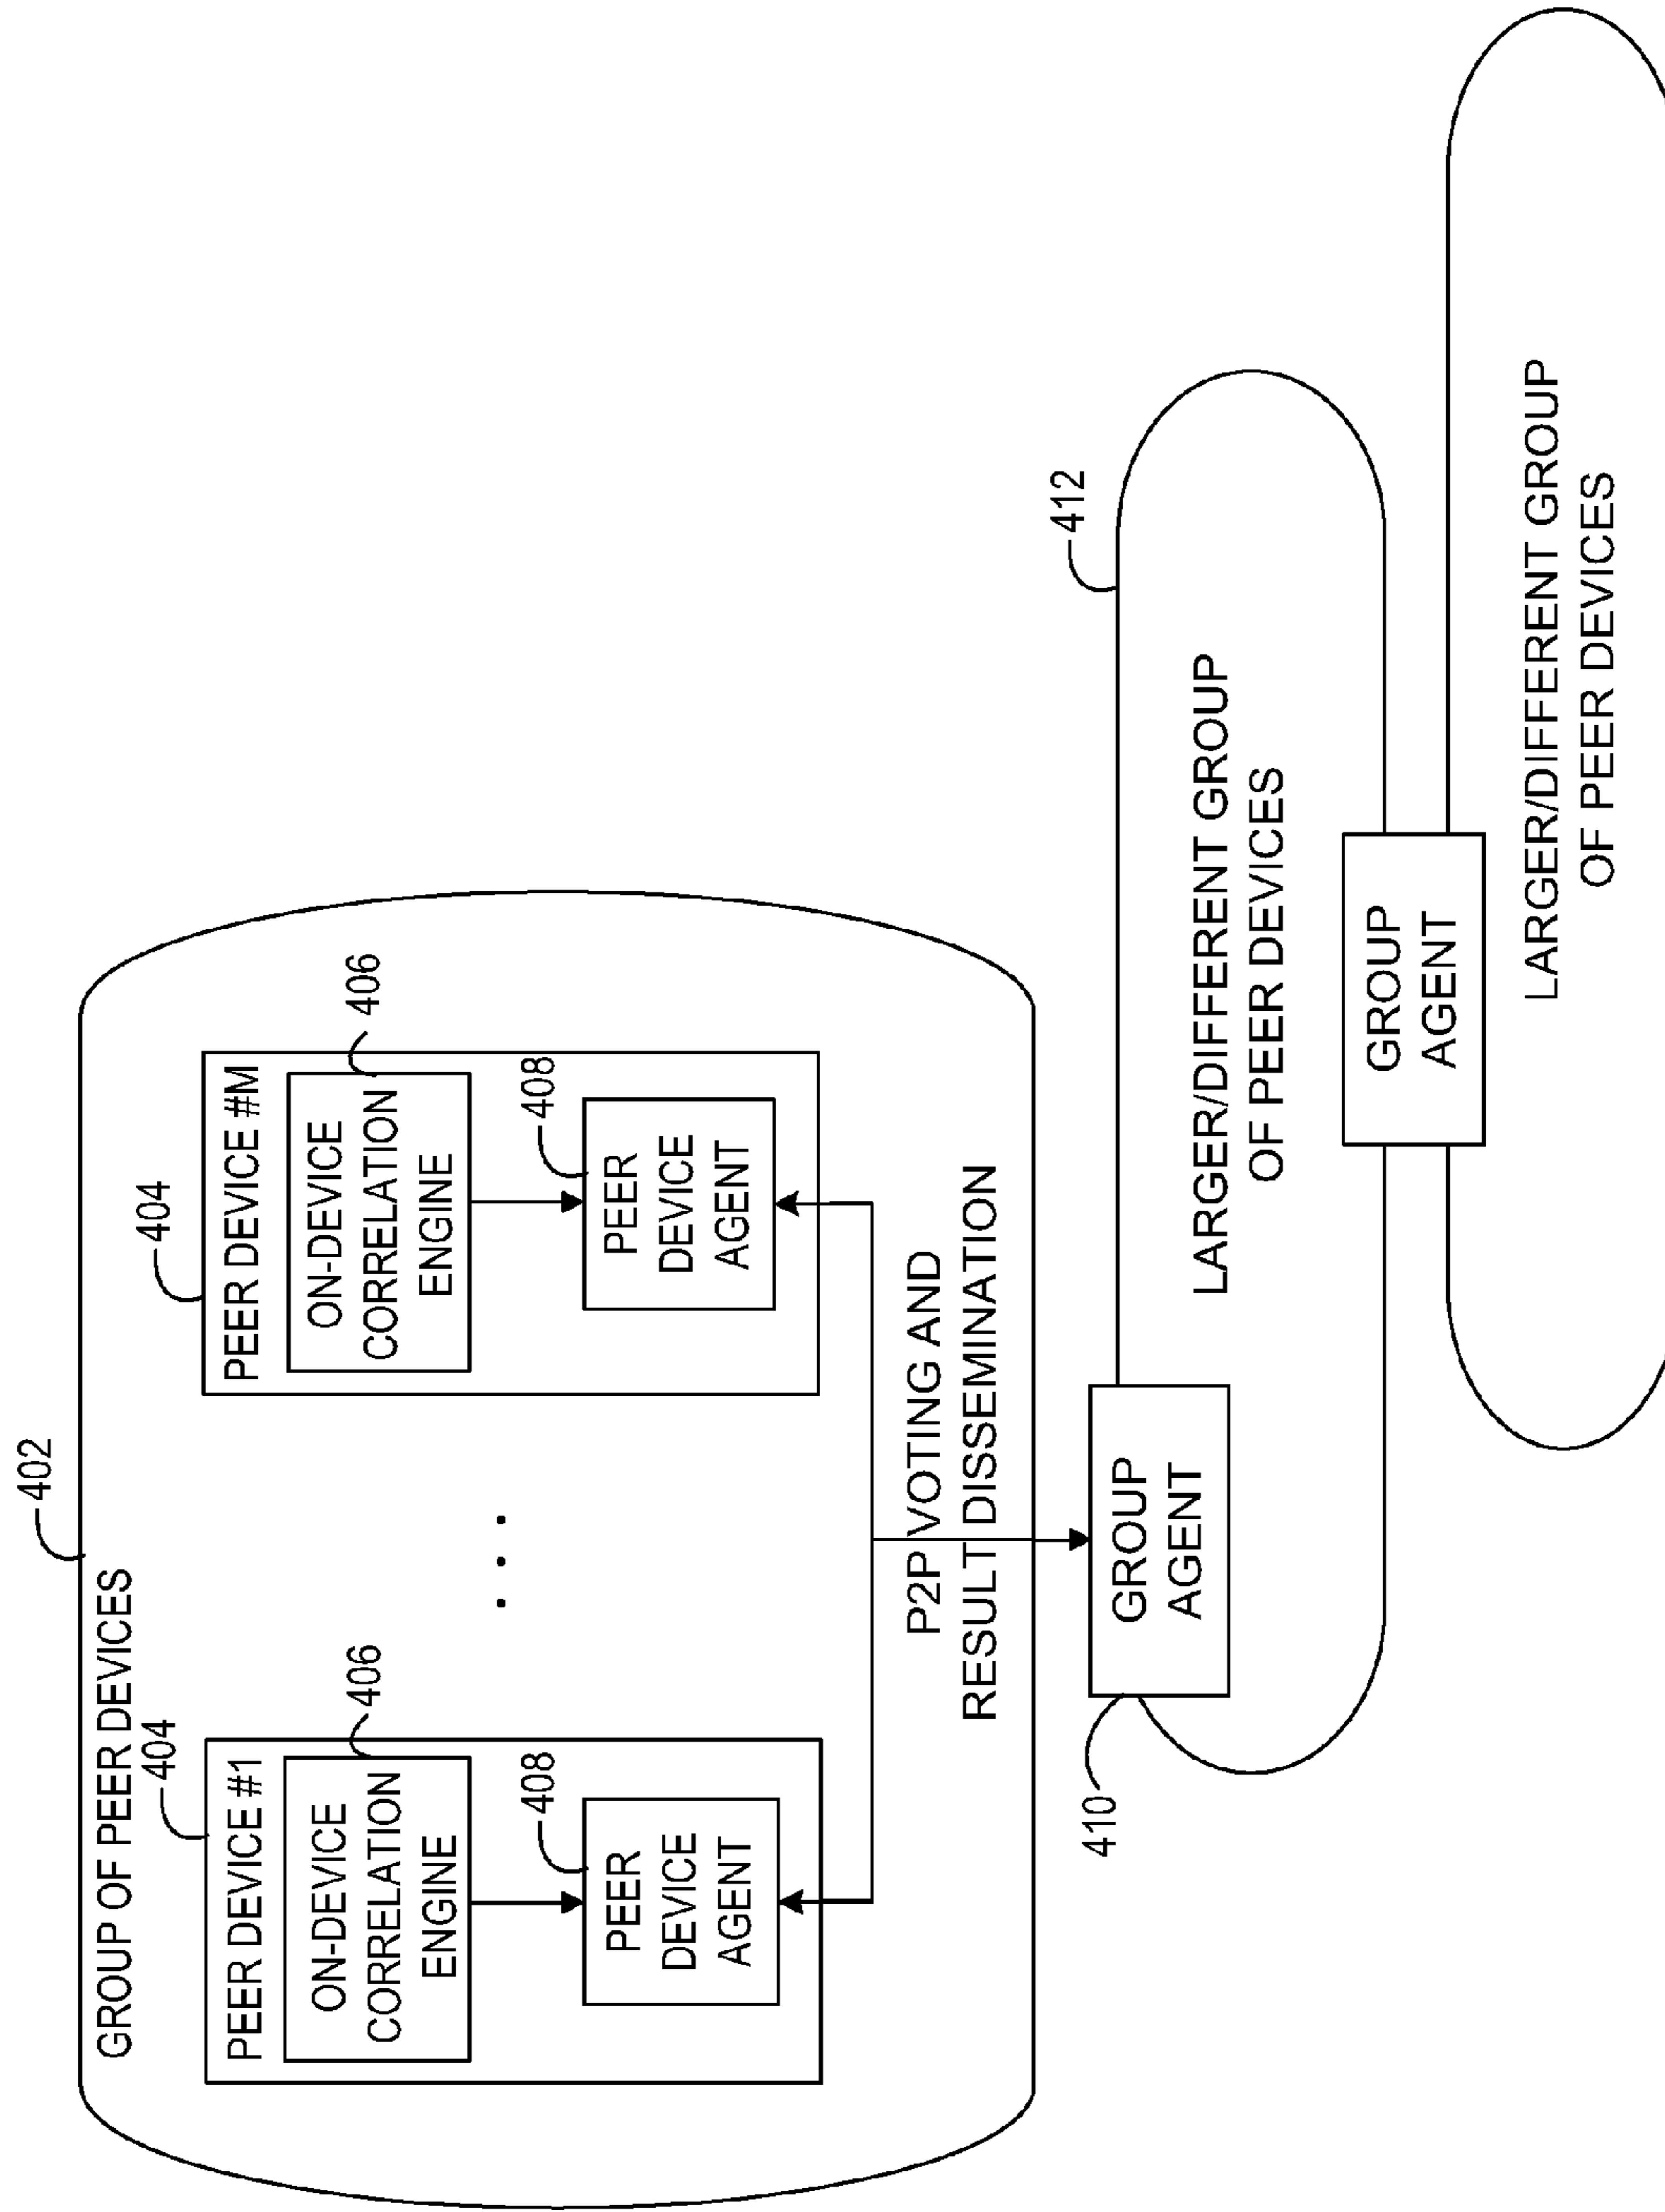 402
GROUP OF PEER DEVICES
404
PEER DEVICE #1
406
ON-DEVICE
CORRELATION
ENGINE
408
PEER
DEVICE
AGENT
. . .
404
PEER DEVICE #M
406
ON-DEVICE
CORRELATION
ENGINE
408
PEER
DEVICE
AGENT
P2P VOTING AND
RESULT DISSEMINATION
410
GROUP
AGENT
412
LARGER/DIFFERENT GROUP
OF PEER DEVICES
GROUP
AGENT
LARGER/DIFFERENT GROUP
OF PEER DEVICES